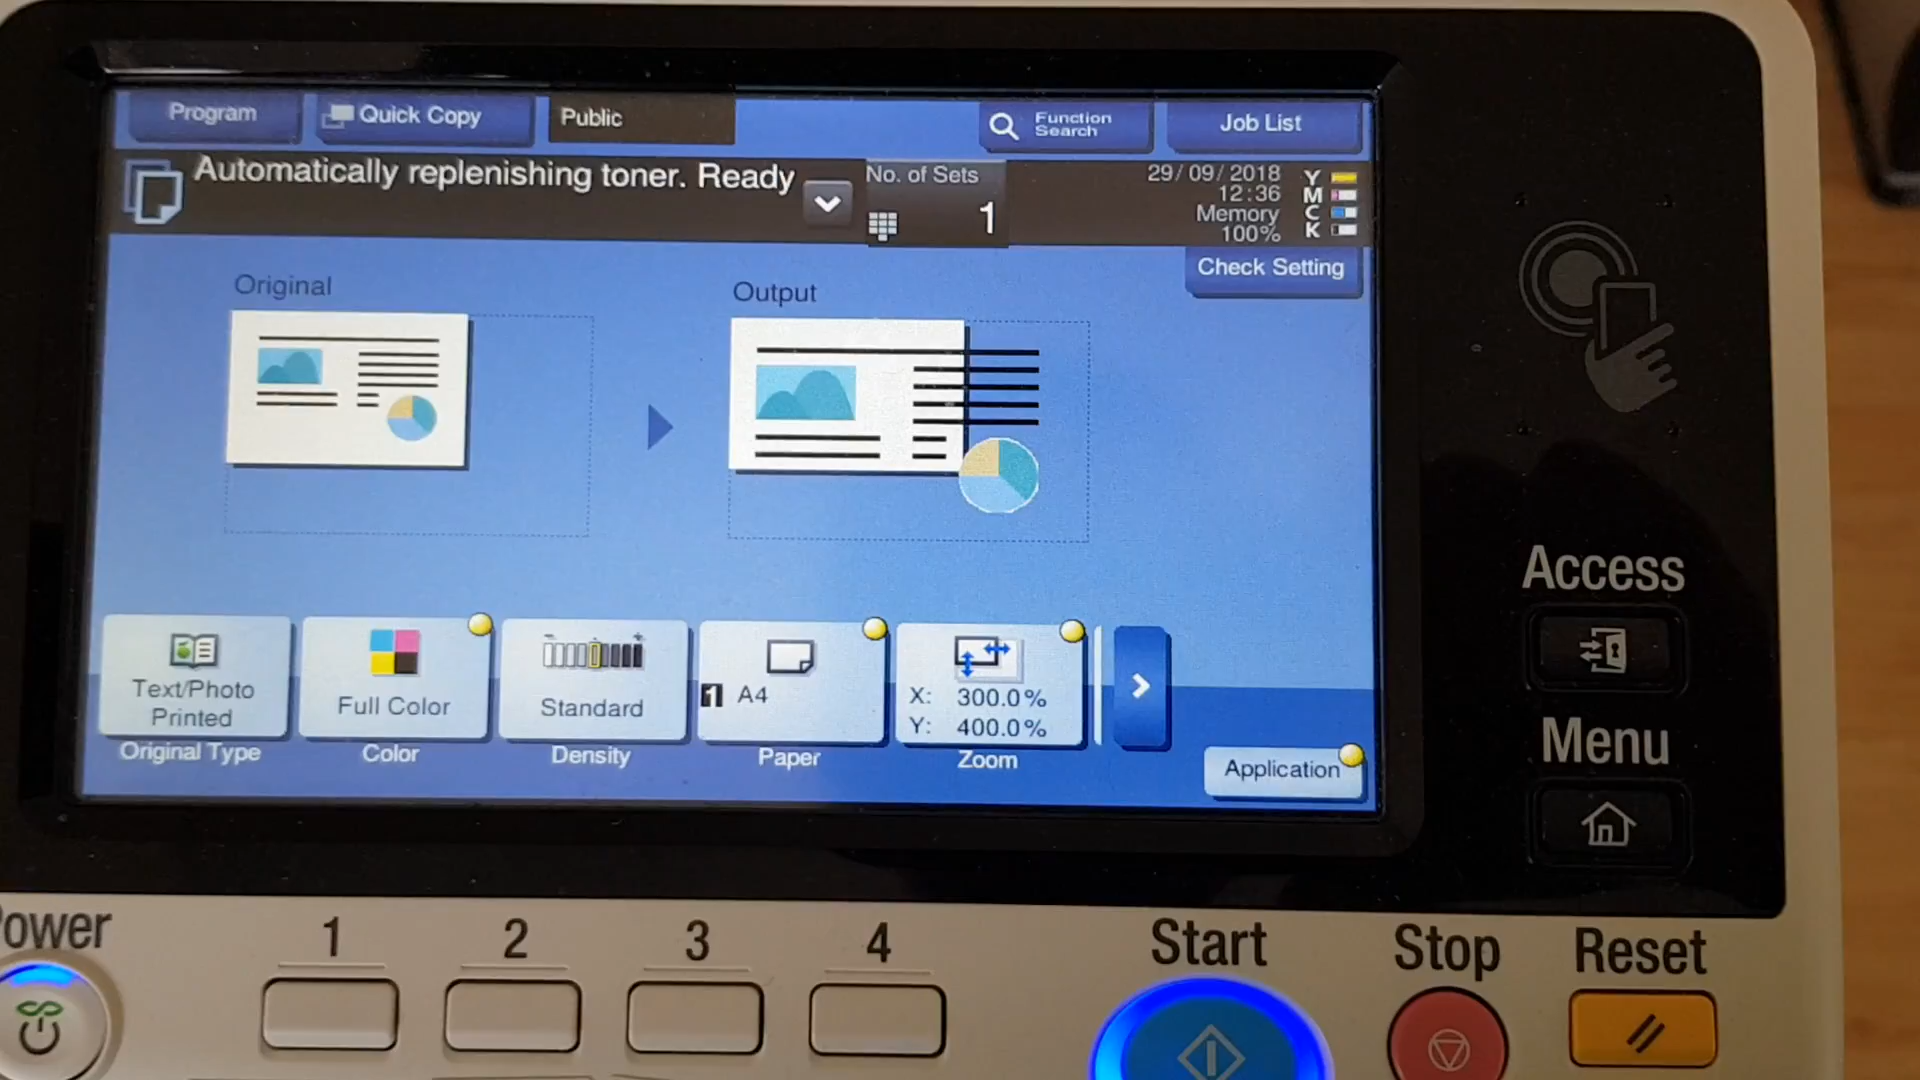 Program
Quick Copy
Public
Function
Search
Job List
Automatically replenishing toner. Ready
No. of Sets
1
29/09/2018
12:36
Memory
100%
Y
M
C
K
Check Setting
Original
Output
Text/Photo
Printed
Original Type
Full Color
Color
Standard
Density
1 A4
Paper
X: 300.0%
Y: 400.0%
Zoom
Application
Access
Menu
Power
1
2
3
4
Start
Stop
Reset